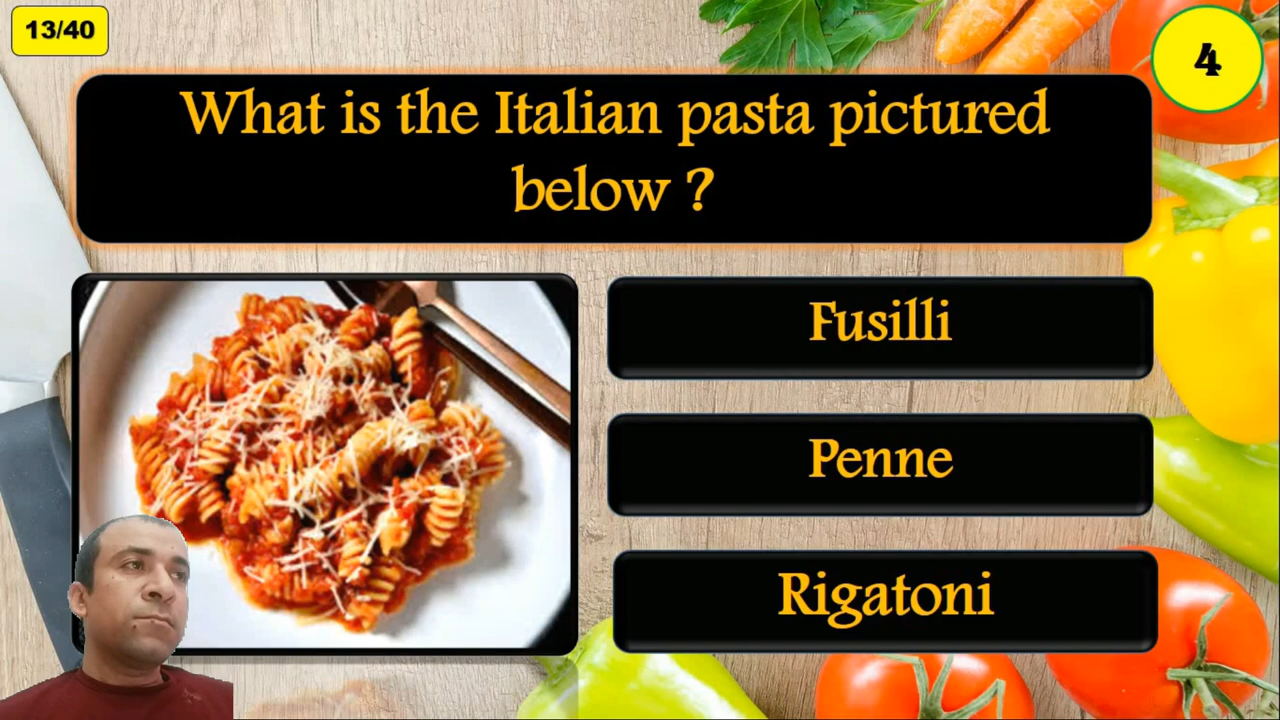 13/40
4
What is the Italian pasta pictured
below ?
Fusilli
Penne
Rigatoni